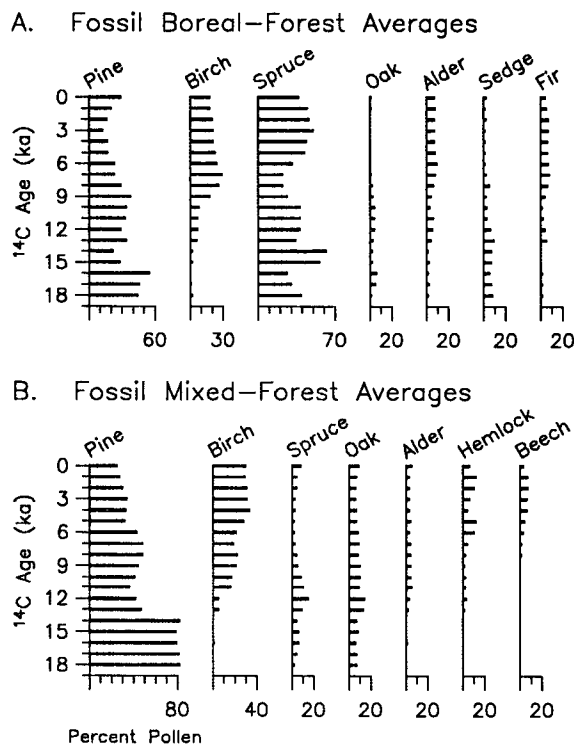 A. Fossil Boreal-Forest Averages
Pine Birch Spruce Oak Alder Sedge Fir
¹⁴C Age (ka)
0
3
6
9
12
15
18
60 30 70 20 20 20 20
B. Fossil Mixed-Forest Averages
Pine Birch Spruce Oak Alder Hemlock Beech
¹⁴C Age (ka)
0
3
6
9
12
15
18
80 40 20 20 20 20 20
Percent Pollen